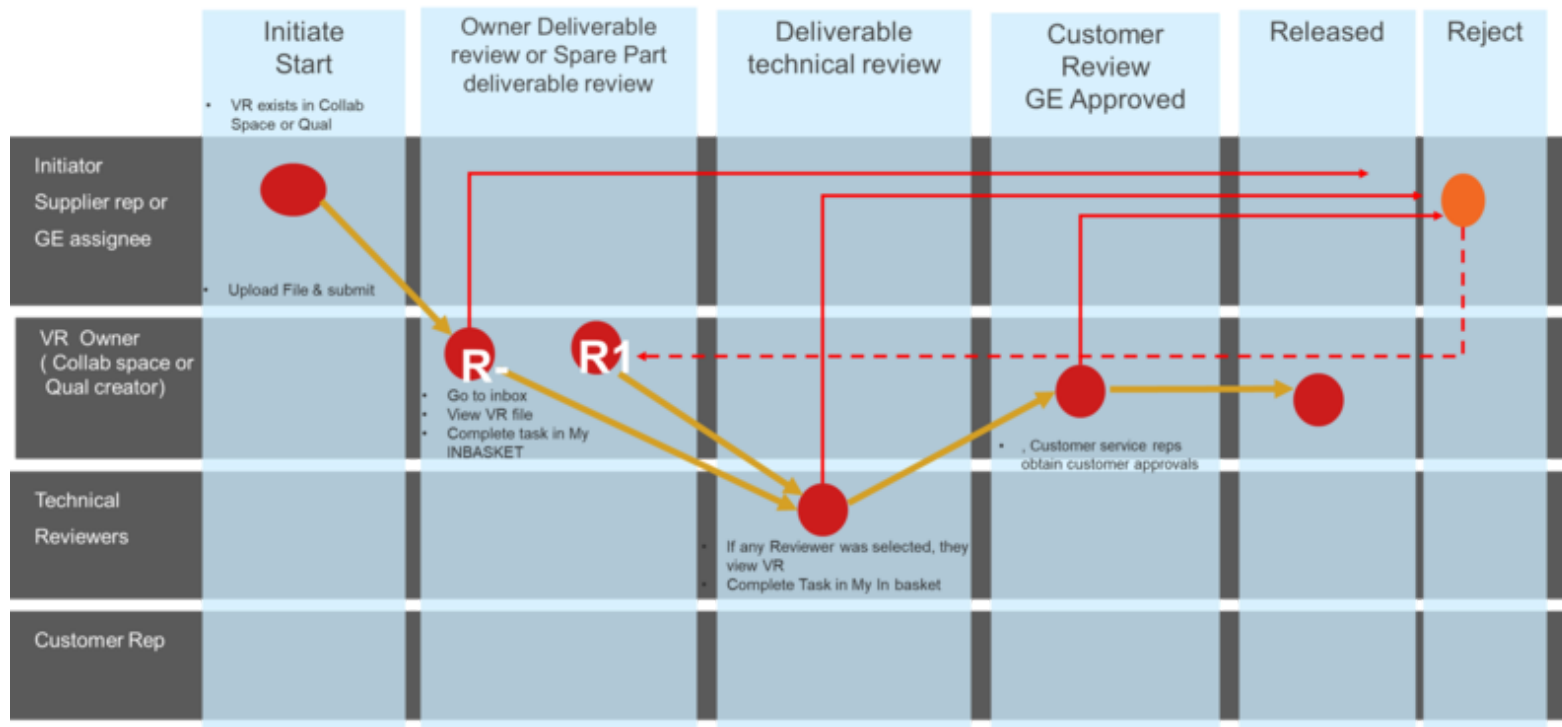 Initiate
Start
Owner Deliverable
review or Spare Part
deliverable review
Deliverable
technical review
Customer
Review
GE Approved
Released
Reject
• VR exists in Collab
Space or Qual
Initiator
Supplier rep or
GE assignee
• Upload File & submit
VR Owner
( Collab space or
Qual creator)
R-
R1
• Go to inbox
• View VR file
• Complete task in My
INBASKET
• , Customer service reps
obtain customer approvals
Technical
Reviewers
• If any Reviewer was selected, they
view VR
• Complete Task in My In basket
Customer Rep